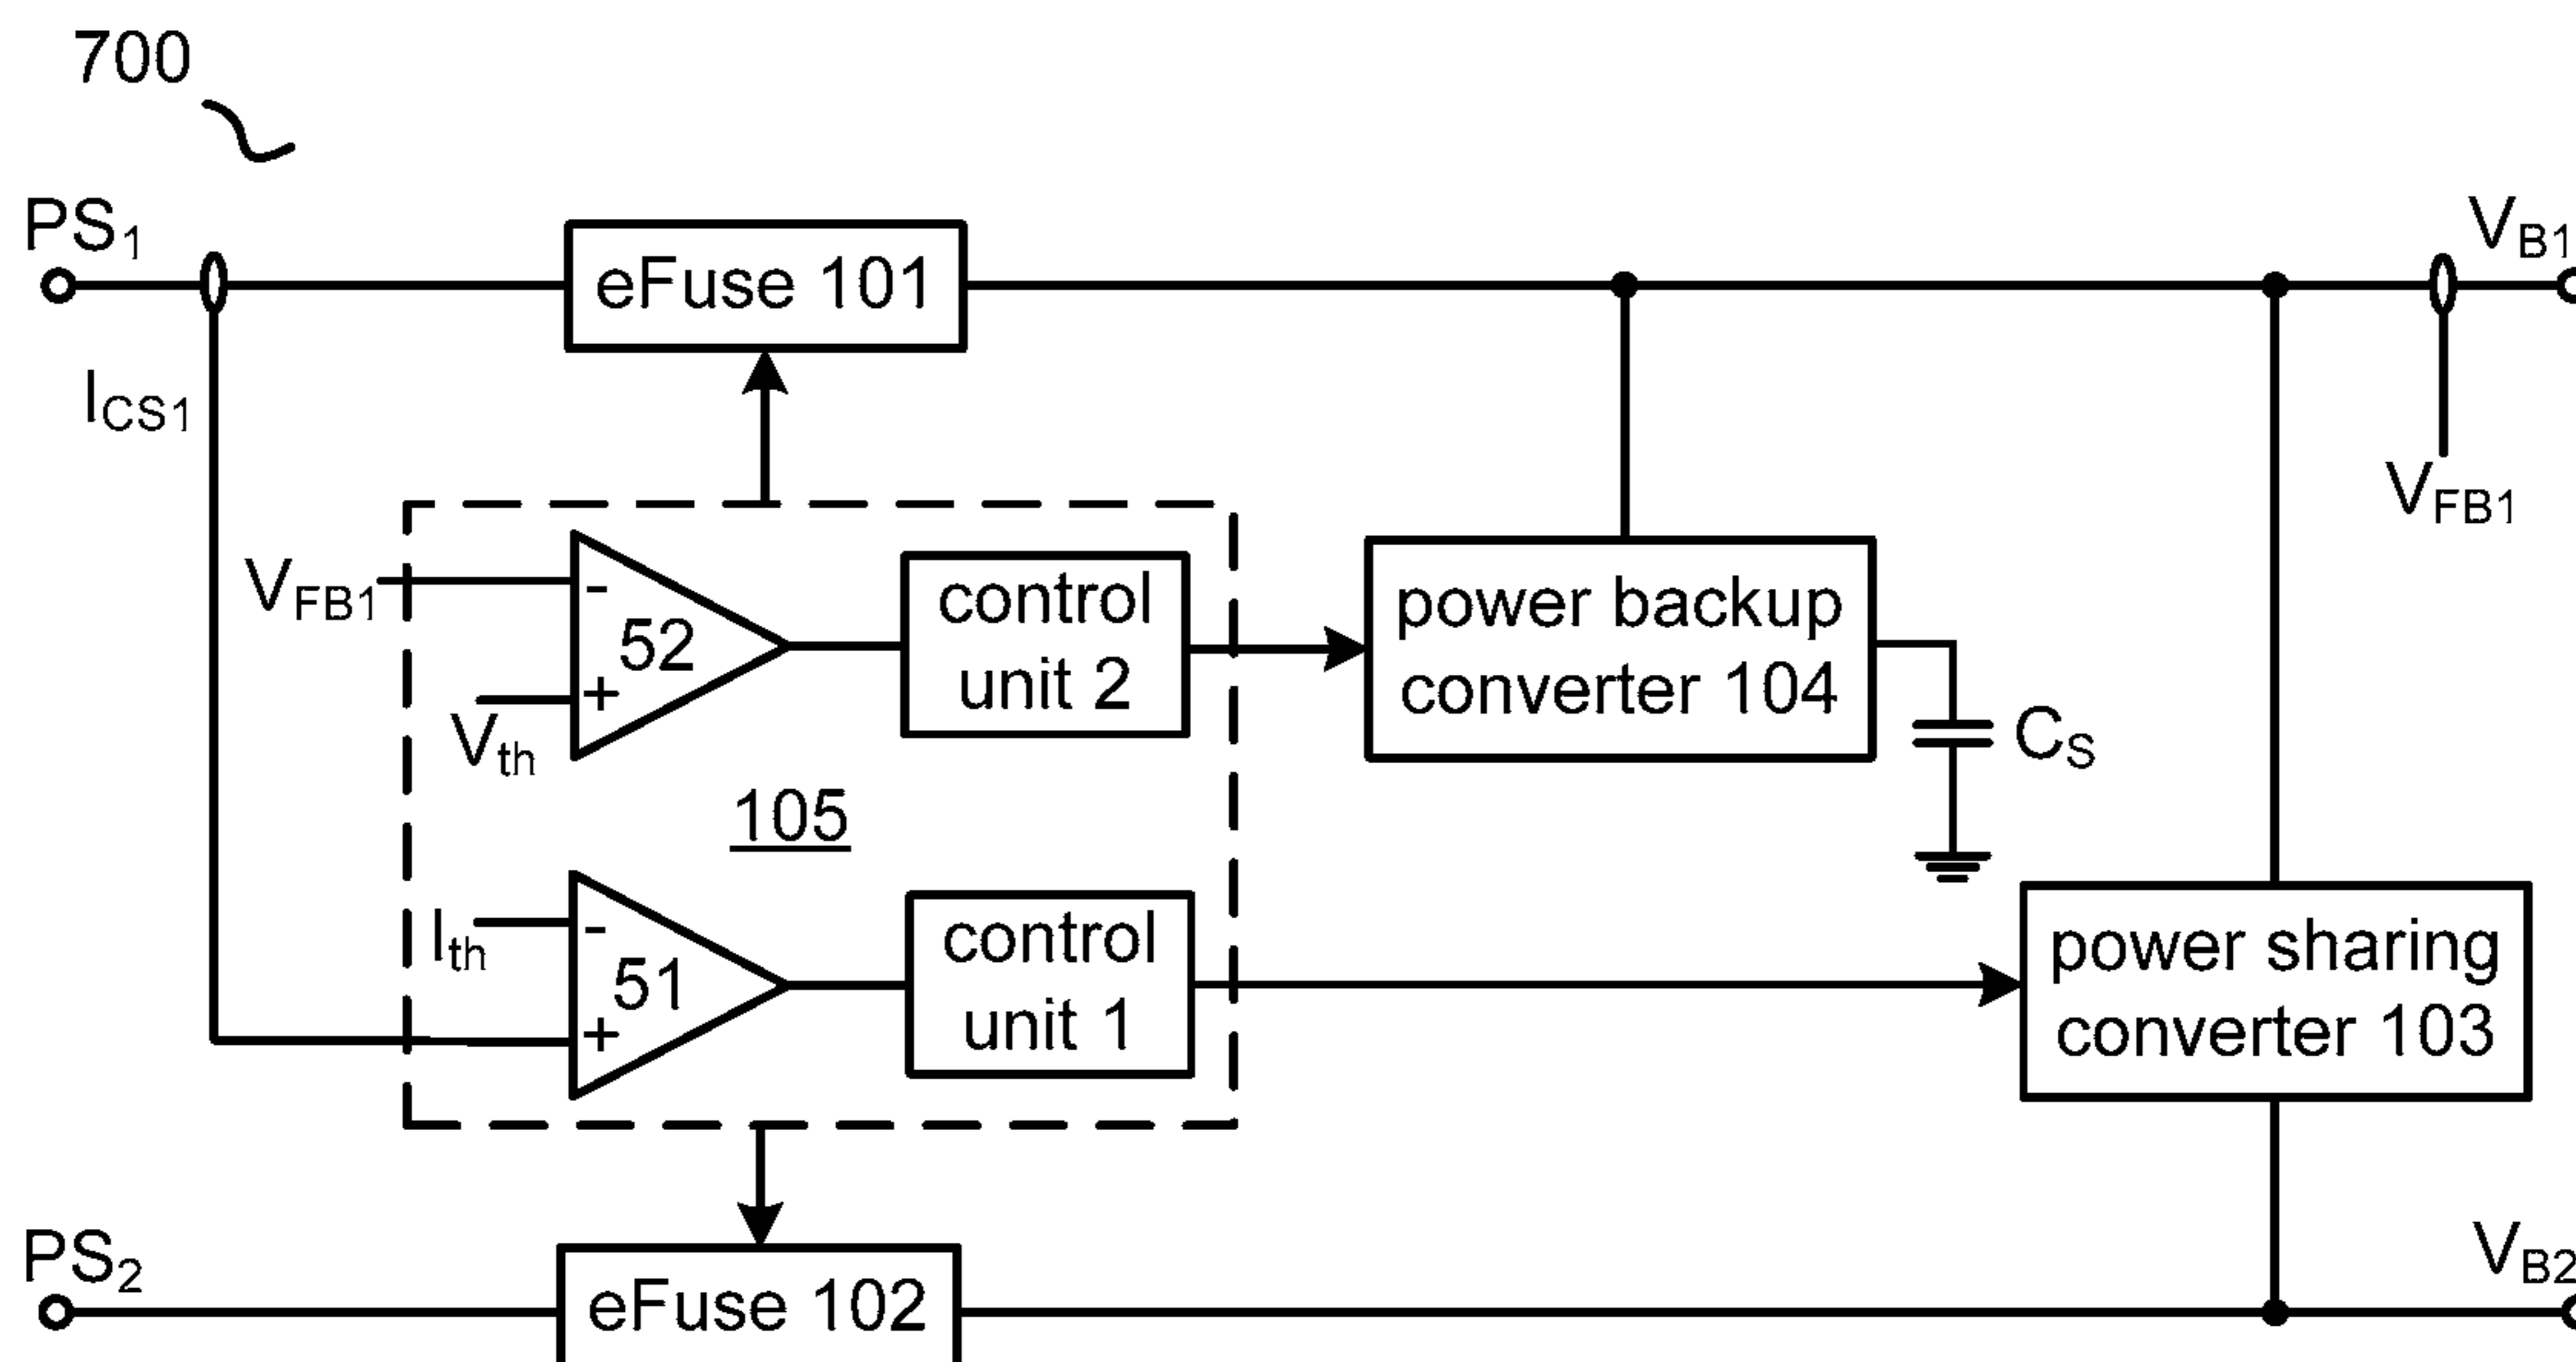 700
PS1
eFuse 101
VB1
ICS1
VFB1
VFB1
-
52
+
Vth
control
unit 2
power backup
converter 104
CS
105
Ith
-
51
+
control
unit 1
power sharing
converter 103
PS2
eFuse 102
VB2